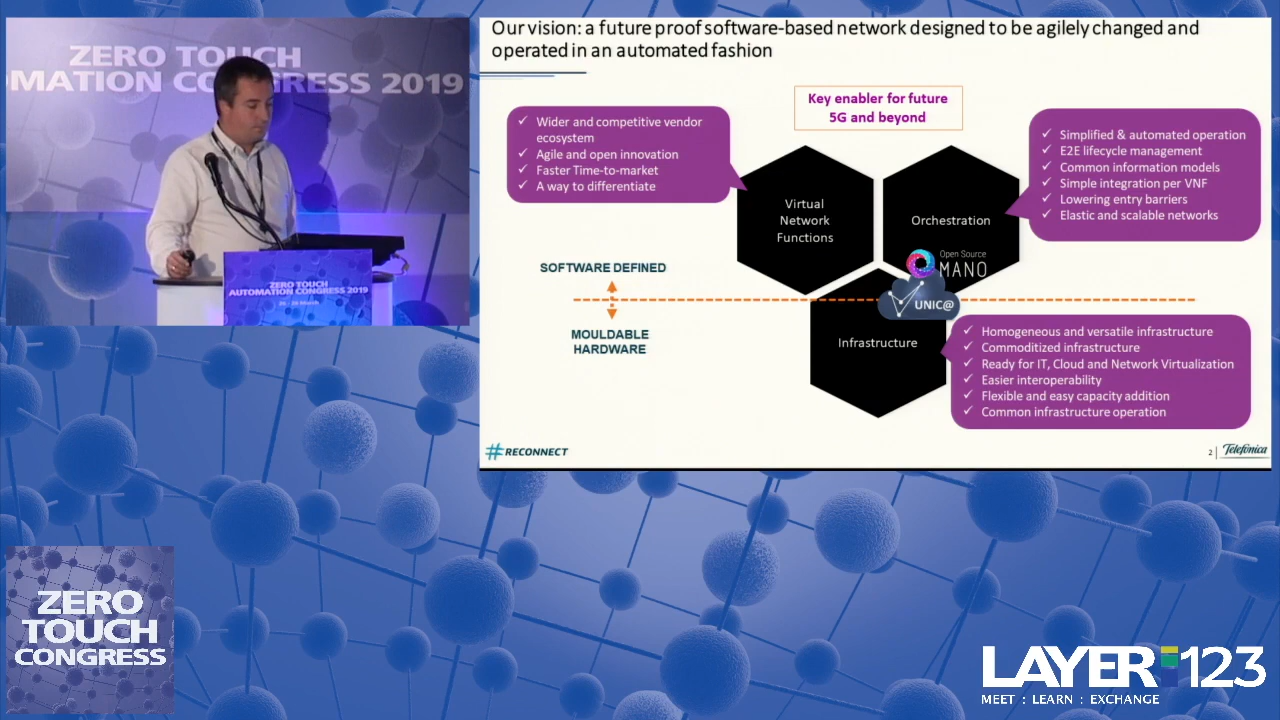 ZERO TOUCH
MATION CONGRESS 2019
ZERO TOUCH
AUTOMATION CONGRESS 2019
Our vision: a future proof software-based network designed to be agilely changed and
operated in an automated fashion
Key enabler for future
5G and beyond
✓ Wider and competitive vendor
ecosystem
✓ Agile and open innovation
✓ Faster Time-to-market
✓ A way to differentiate
Virtual
Network
Functions
Orchestration
Open Source
MANO
✓ Simplified & automated operation
✓ E2E lifecycle management
✓ Common information models
✓ Simple integration per VNF
✓ Lowering entry barriers
✓ Elastic and scalable networks
SOFTWARE DEFINED
MOULDABLE
HARDWARE
UNIC@
Infrastructure
✓ Homogeneous and versatile infrastructure
✓ Commoditized infrastructure
✓ Ready for IT, Cloud and Network Virtualization
✓ Easier interoperability
✓ Flexible and easy capacity addition
✓ Common infrastructure operation
#RECONNECT
2 | Telefónica
ZERO
TOUCH
CONGRESS
LAYER123
MEET : LEARN : EXCHANGE